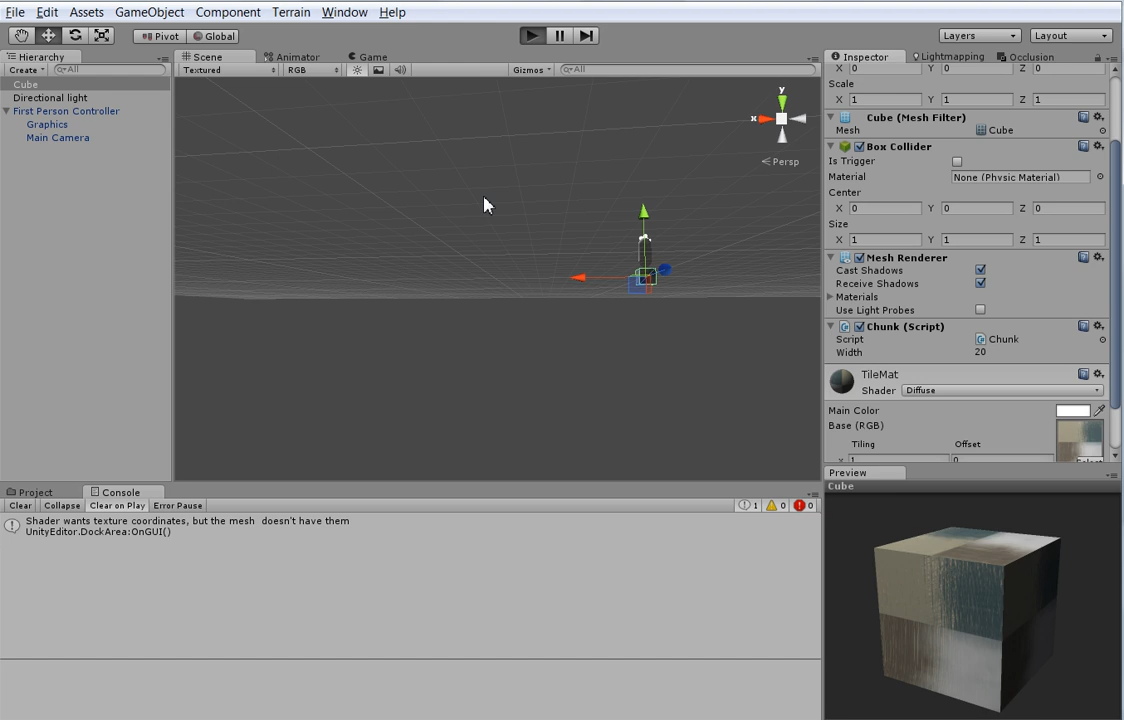 File Edit Assets GameObject Component Terrain Window Help
Pivot Global Layers Layout
Hierarchy Scene Animator Game Inspector Lightmapping Occlusion
Create All Textured RGB Gizmos All
X 0 Y 0 Z 0
Cube
Directional light
First Person Controller
Graphics
Main Camera
y
x
Persp
Scale
X 1 Y 1 Z 1
Cube (Mesh Filter)
Mesh Cube
Box Collider
Is Trigger
Material None (Physic Material)
Center
X 0 Y 0 Z 0
Size
X 1 Y 1 Z 1
Mesh Renderer
Cast Shadows
Receive Shadows
Materials
Use Light Probes
Chunk (Script)
Script Chunk
Width 20
TileMat
Shader Diffuse
Main Color
Base (RGB)
Tiling Offset
x 1 0
Select
Project Console
Clear Collapse Clear on Play Error Pause 1 0 0
Shader wants texture coordinates, but the mesh doesn't have them
UnityEditor.DockArea:OnGUI()
Preview
Cube